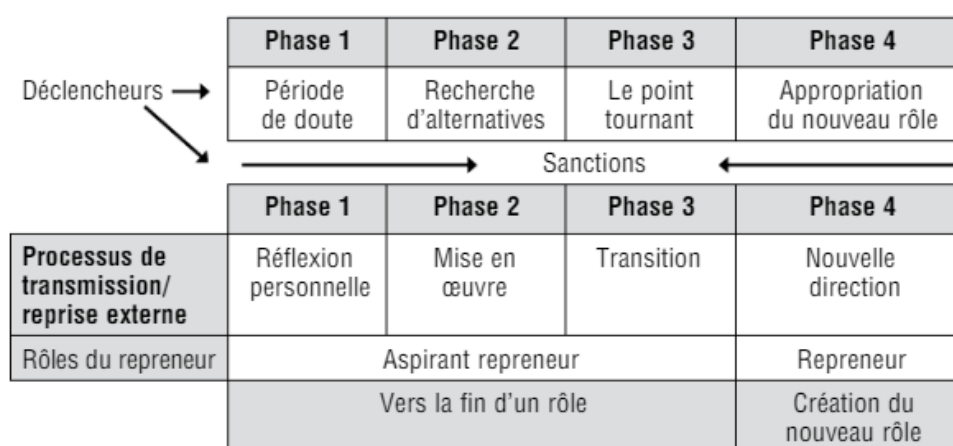 Phase 1 Phase 2 Phase 3 Phase 4
Déclencheurs Période de doute Recherche d'alternatives Le point tournant Appropriation du nouveau rôle
Sanctions
Phase 1 Phase 2 Phase 3 Phase 4
Processus de transmission/ reprise externe Réflexion personnelle Mise en œuvre Transition Nouvelle direction
Rôles du repreneur Aspirant repreneur Repreneur
Vers la fin d'un rôle Création du nouveau rôle